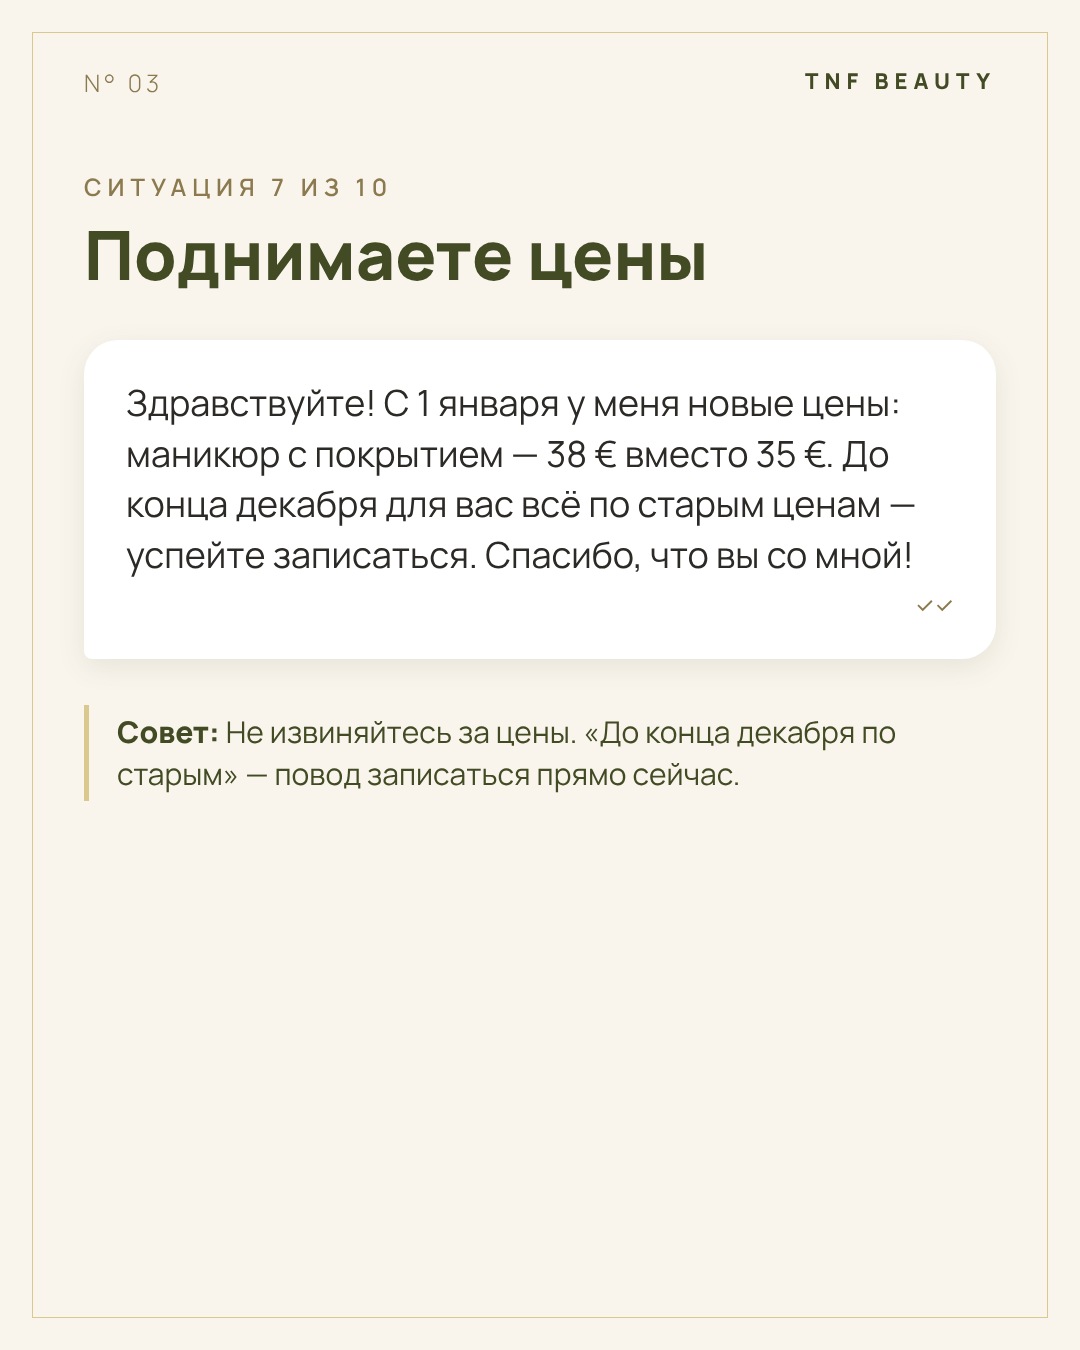 N° 03
TNF BEAUTY
СИТУАЦИЯ 7 ИЗ 10
Поднимаете цены
Здравствуйте! С 1 января у меня новые цены:
маникюр с покрытием — 38 € вместо 35 €. До
конца декабря для вас всё по старым ценам —
успейте записаться. Спасибо, что вы со мной!
Совет: Не извиняйтесь за цены. «До конца декабря по
старым» — повод записаться прямо сейчас.